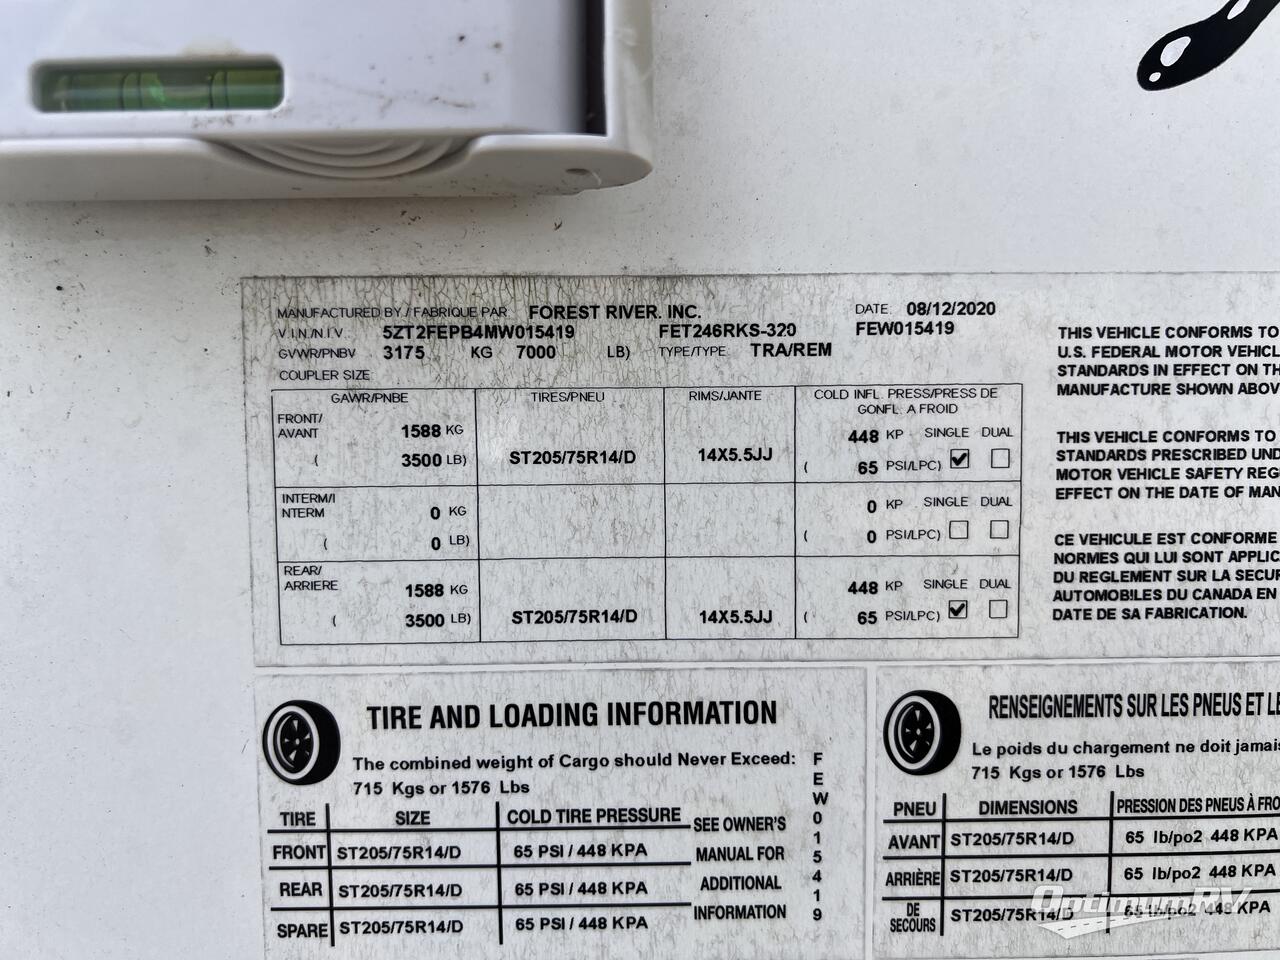 MANUFACTURED BY / FABRIQUE PAR FOREST RIVER. INC. DATE: 08/12/2020
V.I.N./N.I.V. 5ZT2FEPB4MW015419 FET246RKS-320 FEW015419
GVWR/PNBV 3175 KG 7000 LB) TYPE/TYPE TRA/REM
COUPLER SIZE
GAWR/PNBE TIRES/PNEU RIMS/JANTE COLD INFL. PRESS/PRESS DE GONFL. A FROID
FRONT/
AVANT 1588 KG 448 KP SINGLE DUAL
( 3500 LB) ST205/75R14/D 14X5.5JJ ( 65 PSI/LPC)
INTERM/I
NTERM 0 KG 0 KP SINGLE DUAL
( 0 LB) ( 0 PSI/LPC)
REAR/
ARRIERE 1588 KG 448 KP SINGLE DUAL
( 3500 LB) ST205/75R14/D 14X5.5JJ ( 65 PSI/LPC)
THIS VEHICLE CONFORMS TO
U.S. FEDERAL MOTOR VEHICL
STANDARDS IN EFFECT ON TH
MANUFACTURE SHOWN ABOV
THIS VEHICLE CONFORMS TO
STANDARDS PRESCRIBED UND
MOTOR VEHICLE SAFETY REG
EFFECT ON THE DATE OF MAN
CE VEHICULE EST CONFORME
NORMES QUI LUI SONT APPLIC
DU REGLEMENT SUR LA SECUR
AUTOMOBILES DU CANADA EN
DATE DE SA FABRICATION.
TIRE AND LOADING INFORMATION
The combined weight of Cargo should Never Exceed:
715 Kgs or 1576 Lbs
TIRE SIZE COLD TIRE PRESSURE
FRONT ST205/75R14/D 65 PSI / 448 KPA
REAR ST205/75R14/D 65 PSI / 448 KPA
SPARE ST205/75R14/D 65 PSI / 448 KPA
SEE OWNER'S
MANUAL FOR
ADDITIONAL
INFORMATION
FEW015419
RENSEIGNEMENTS SUR LES PNEUS ET LE
Le poids du chargement ne doit jamais
715 Kgs or 1576 Lbs
PNEU DIMENSIONS PRESSION DES PNEUS À FRO
AVANT ST205/75R14/D 65 lb/po2 448 KPA
ARRIÈRE ST205/75R14/D 65 lb/po2 448 KPA
DE
SECOURS ST205/75R14/D 65 lb/po2 448 KPA
Optimum RV